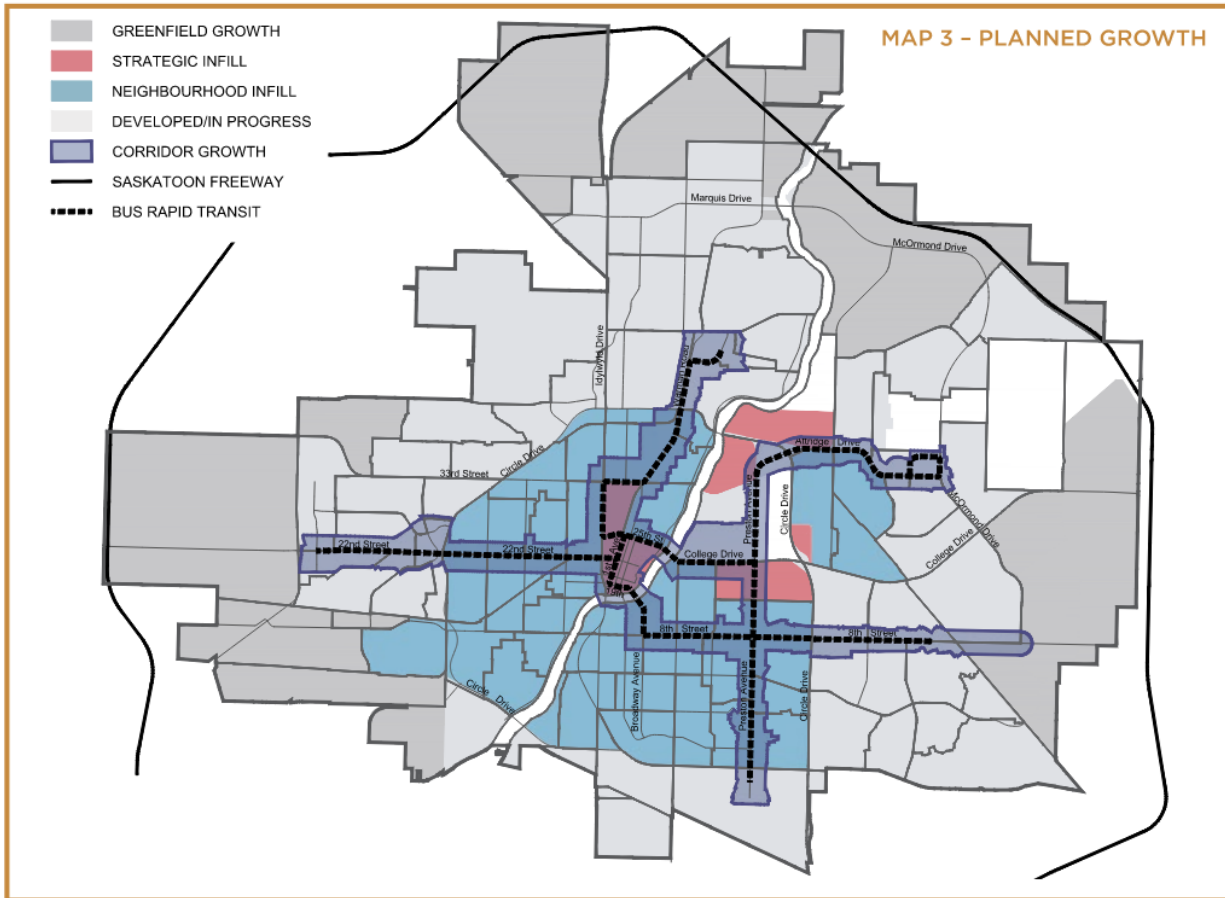 MAP 3 – PLANNED GROWTH
GREENFIELD GROWTH
STRATEGIC INFILL
NEIGHBOURHOOD INFILL
DEVELOPED/IN PROGRESS
CORRIDOR GROWTH
SASKATOON FREEWAY
BUS RAPID TRANSIT
Marquis Drive
McOrmond Drive
Idylwyld Drive
Circle Drive
33rd Street
Attridge Drive
Preston Avenue
Circle Drive
McOrmond Drive
College Drive
22nd Street
22nd Street
25th St
College Drive
8th Street
8th Street
Circle Drive
Broadway Avenue
Preston Avenue
Circle Drive